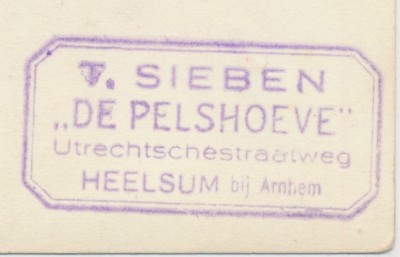 T. SIEBEN
„DE PELSHOEVE"
Utrechtschestraatweg
HEELSUM bij Arnhem